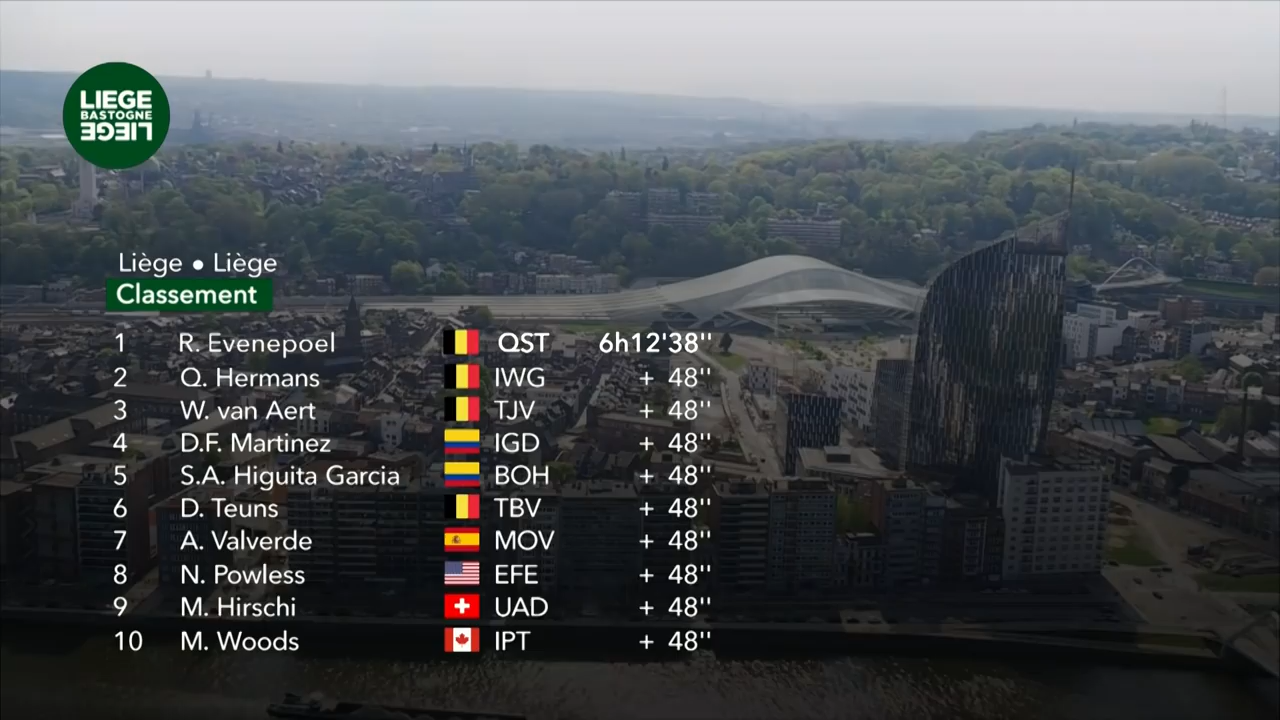 LIEGE
BASTOGNE
LIEGE
Liège • Liège
Classement
1 R. Evenepoel QST 6h12'38''
2 Q. Hermans IWG + 48''
3 W. van Aert TJV + 48''
4 D.F. Martinez IGD + 48''
5 S.A. Higuita Garcia BOH + 48''
6 D. Teuns TBV + 48''
7 A. Valverde MOV + 48''
8 N. Powless EFE + 48''
9 M. Hirschi UAD + 48''
10 M. Woods IPT + 48''